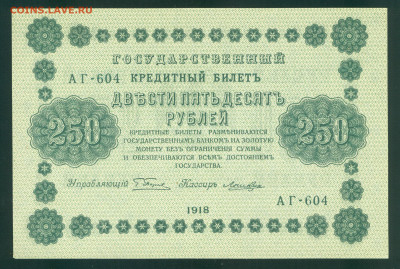 COINS.SU.RU
ГОСУДАРСТВЕННЫЙ
АГ-604 КРЕДИТНЫЙ БИЛЕТЪ
ДВѢСТИ ПЯТЬДЕСЯТЪ
РУБЛЕЙ
250 250
КРЕДИТНЫЕ БИЛЕТЫ РАЗМѢНИВАЮТСЯ
ГОСУДАРСТВЕННЫМЪ БАНКОМЪ НА ЗОЛОТУЮ
МОНЕТУ БЕЗЪ ОГРАНИЧЕНІЯ СУММЫ
И ОБЕЗПЕЧИВАЮТСЯ ВСѢМЪ ДОСТОЯНІЕМЪ
ГОСУДАРСТВА.
Управляющій Кассиръ
АГ-604
1918